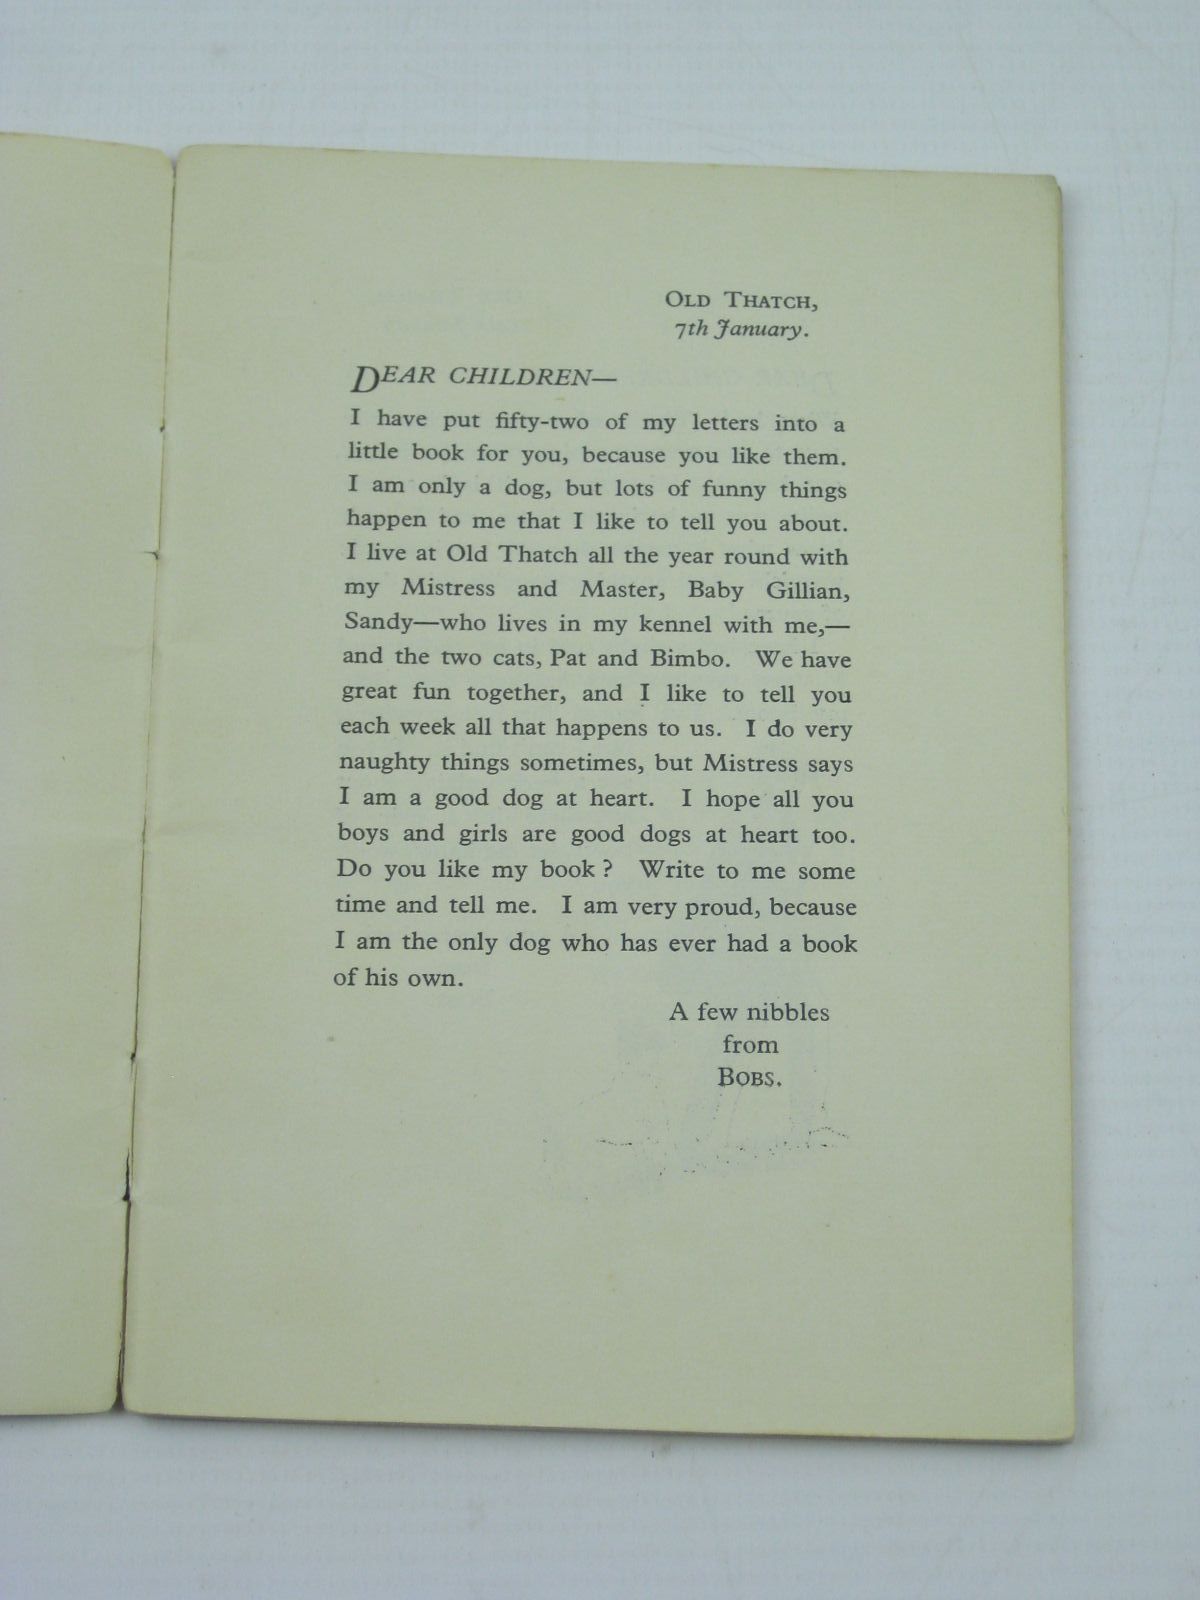 Old Thatch,
7th January.
Dear Children—
I have put fifty-two of my letters into a
little book for you, because you like them.
I am only a dog, but lots of funny things
happen to me that I like to tell you about.
I live at Old Thatch all the year round with
my Mistress and Master, Baby Gillian,
Sandy—who lives in my kennel with me,—
and the two cats, Pat and Bimbo. We have
great fun together, and I like to tell you
each week all that happens to us. I do very
naughty things sometimes, but Mistress says
I am a good dog at heart. I hope all you
boys and girls are good dogs at heart too.
Do you like my book? Write to me some
time and tell me. I am very proud, because
I am the only dog who has ever had a book
of his own.
A few nibbles
from
Bobs.